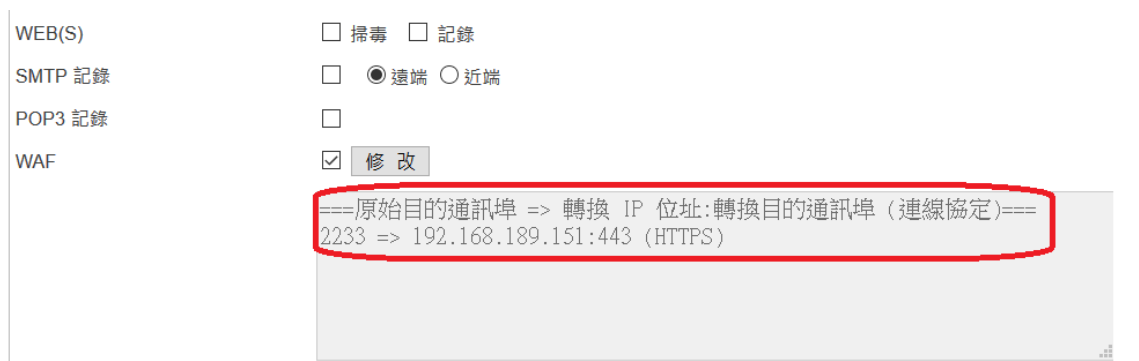 WEB(S) 掃毒 記錄
SMTP 記錄 遠端 近端
POP3 記錄
WAF 修 改
===原始目的通訊埠 => 轉換 IP 位址:轉換目的通訊埠 (連線協定)===
2233 => 192.168.189.151:443 (HTTPS)